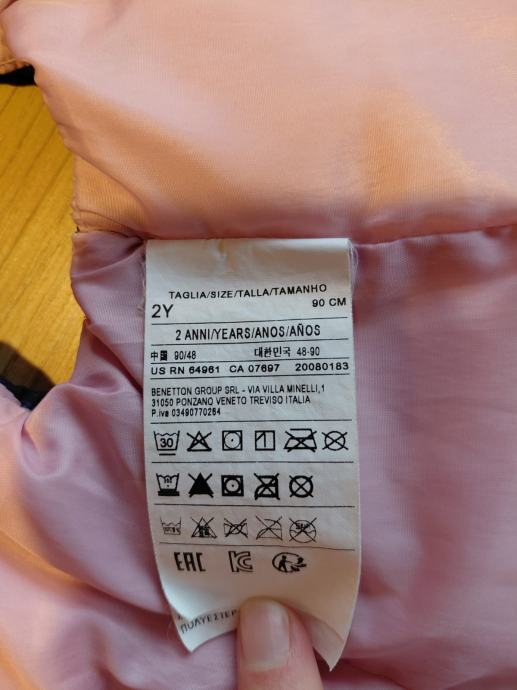 TAGLIA/SIZE/TALLA/TAMANHO
2Y 90 CM
2 ANNI/YEARS/ANOS/AÑOS
中国 90/48 대한민국 48-90
US RN 64961 CA 07697 20080183
BENETTON GROUP SRL - VIA VILLA MINELLI,1
31050 PONZANO VENETO TREVISO ITALIA
P.iva 03490770264
30
EAC KC
ΠΟΛΥΕΣΤΕΡ